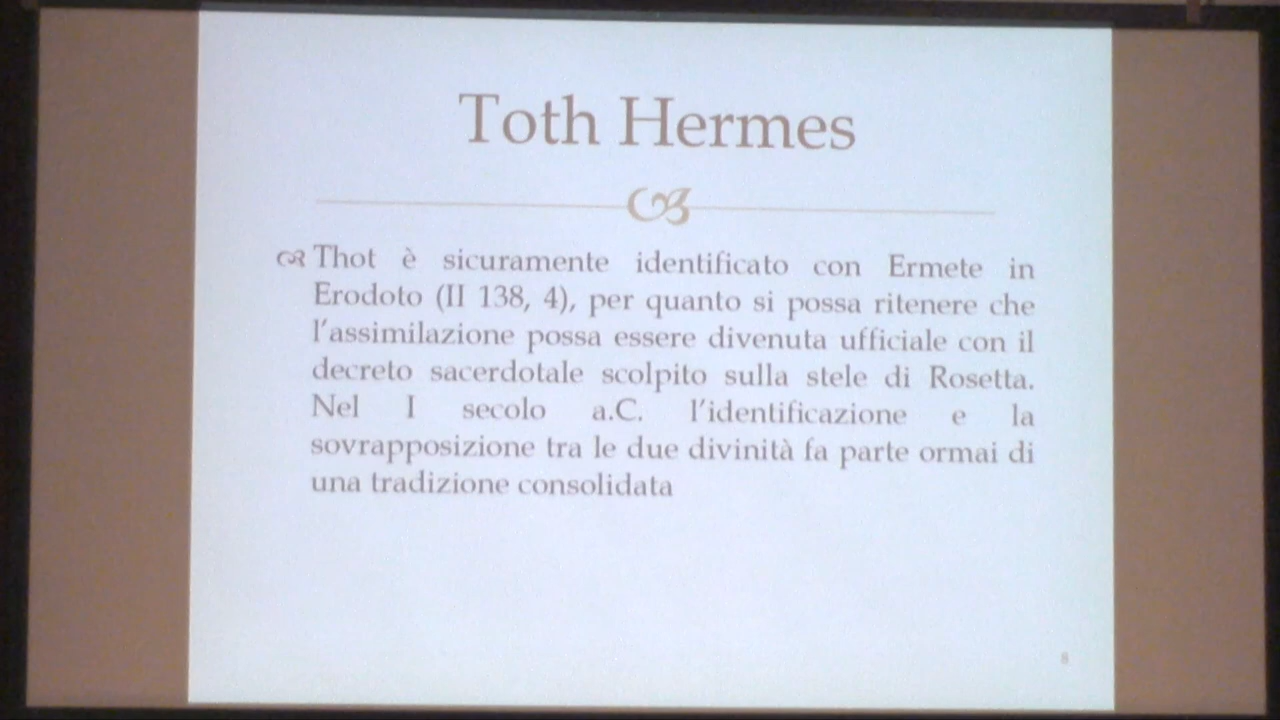 Toth Hermes
Thot è sicuramente identificato con Ermete in
Erodoto (II 138, 4), per quanto si possa ritenere che
l'assimilazione possa essere divenuta ufficiale con il
decreto sacerdotale scolpito sulla stele di Rosetta.
Nel I secolo a.C. l'identificazione e la
sovrapposizione tra le due divinità fa parte ormai di
una tradizione consolidata